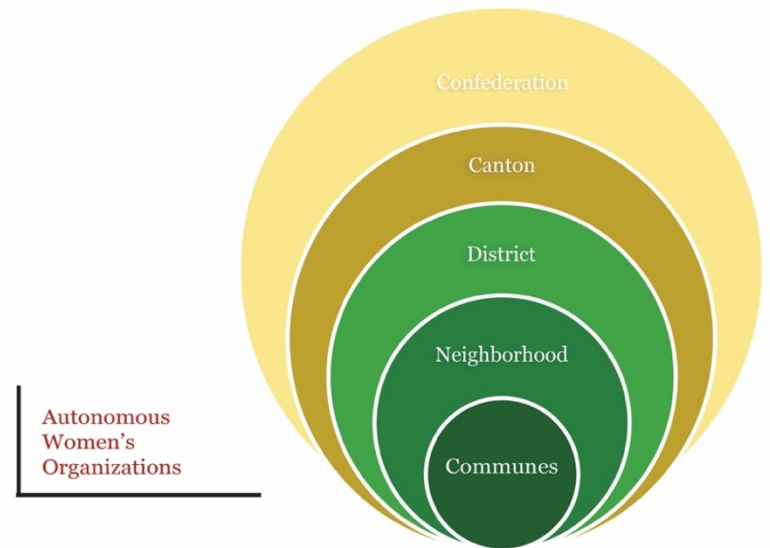 Confederation
Canton
District
Neighborhood
Communes
Autonomous
Women's
Organizations